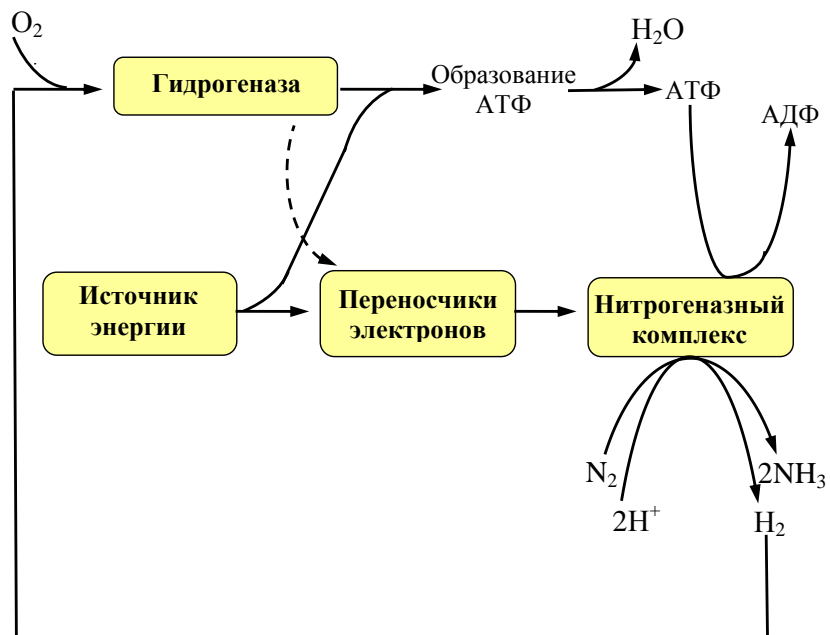 O₂
H₂O
Гидрогеназа
Образование
АТФ
АТФ
АДФ
Источник
энергии
Переносчики
электронов
Нитрогеназный
комплекс
N₂
2NH₃
2H⁺
H₂